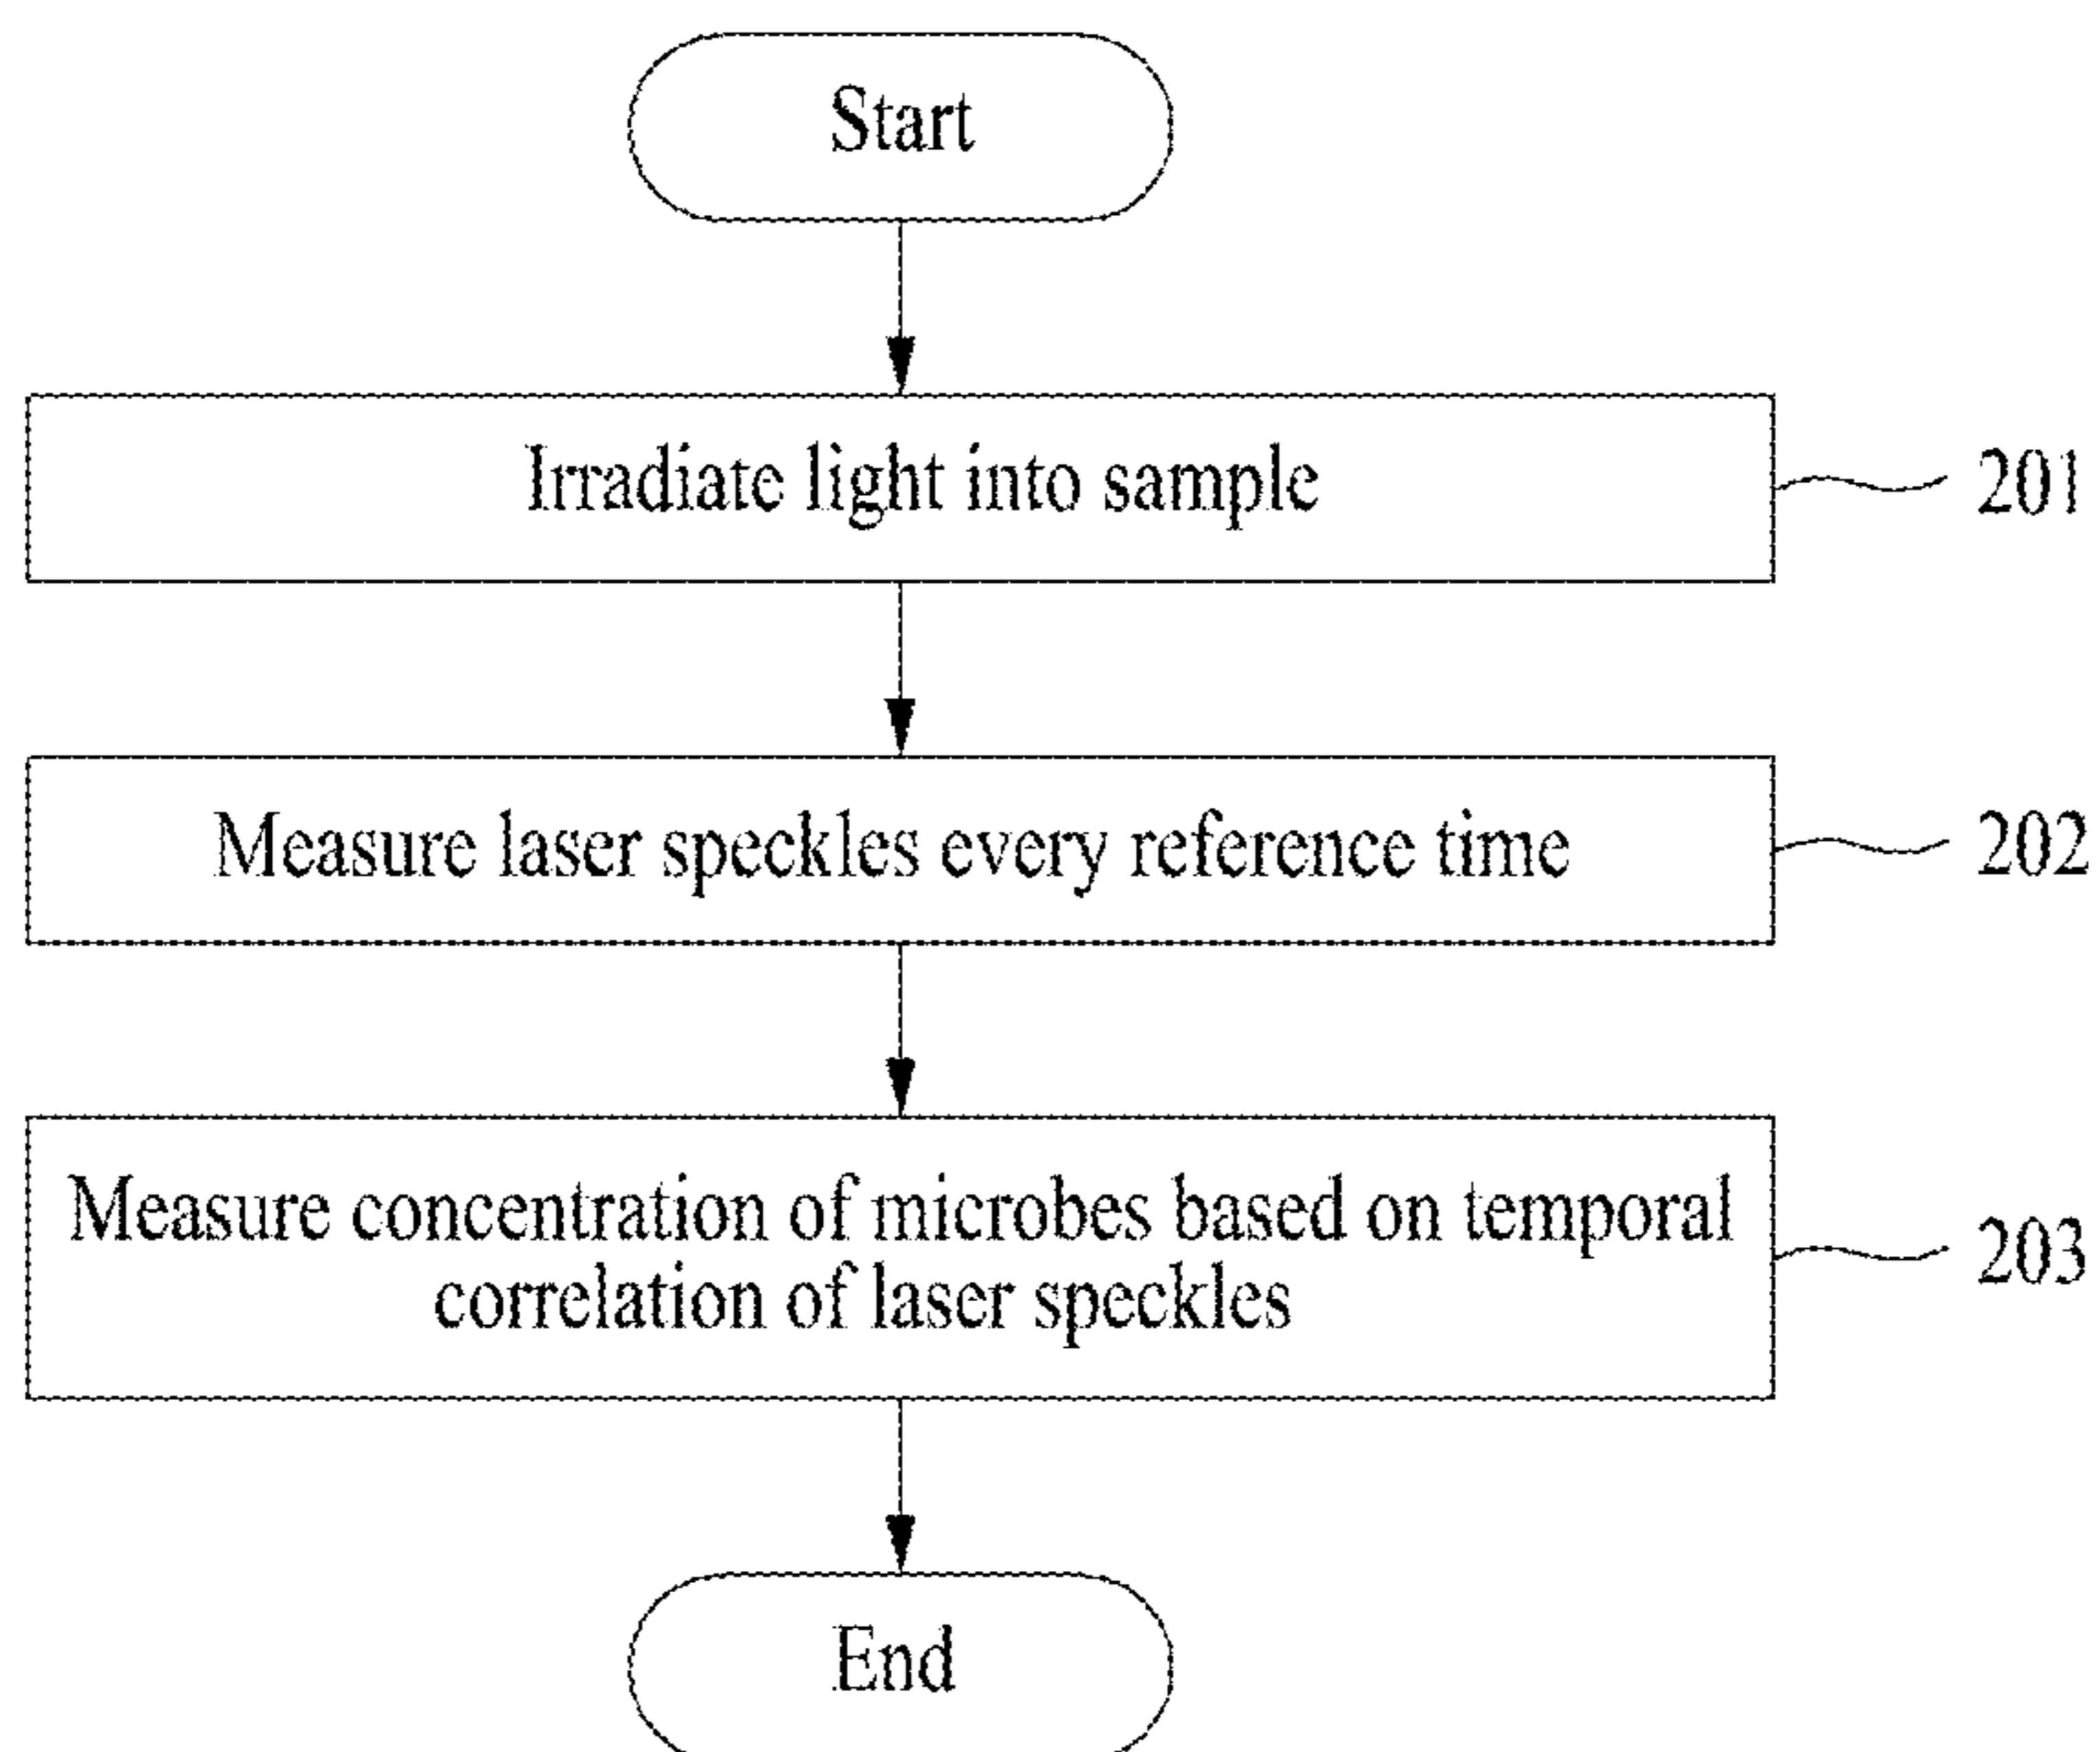 Start
Irradiate light into sample
201
Measure laser speckles every reference time
202
Measure concentration of microbes based on temporal
correlation of laser speckles
203
End